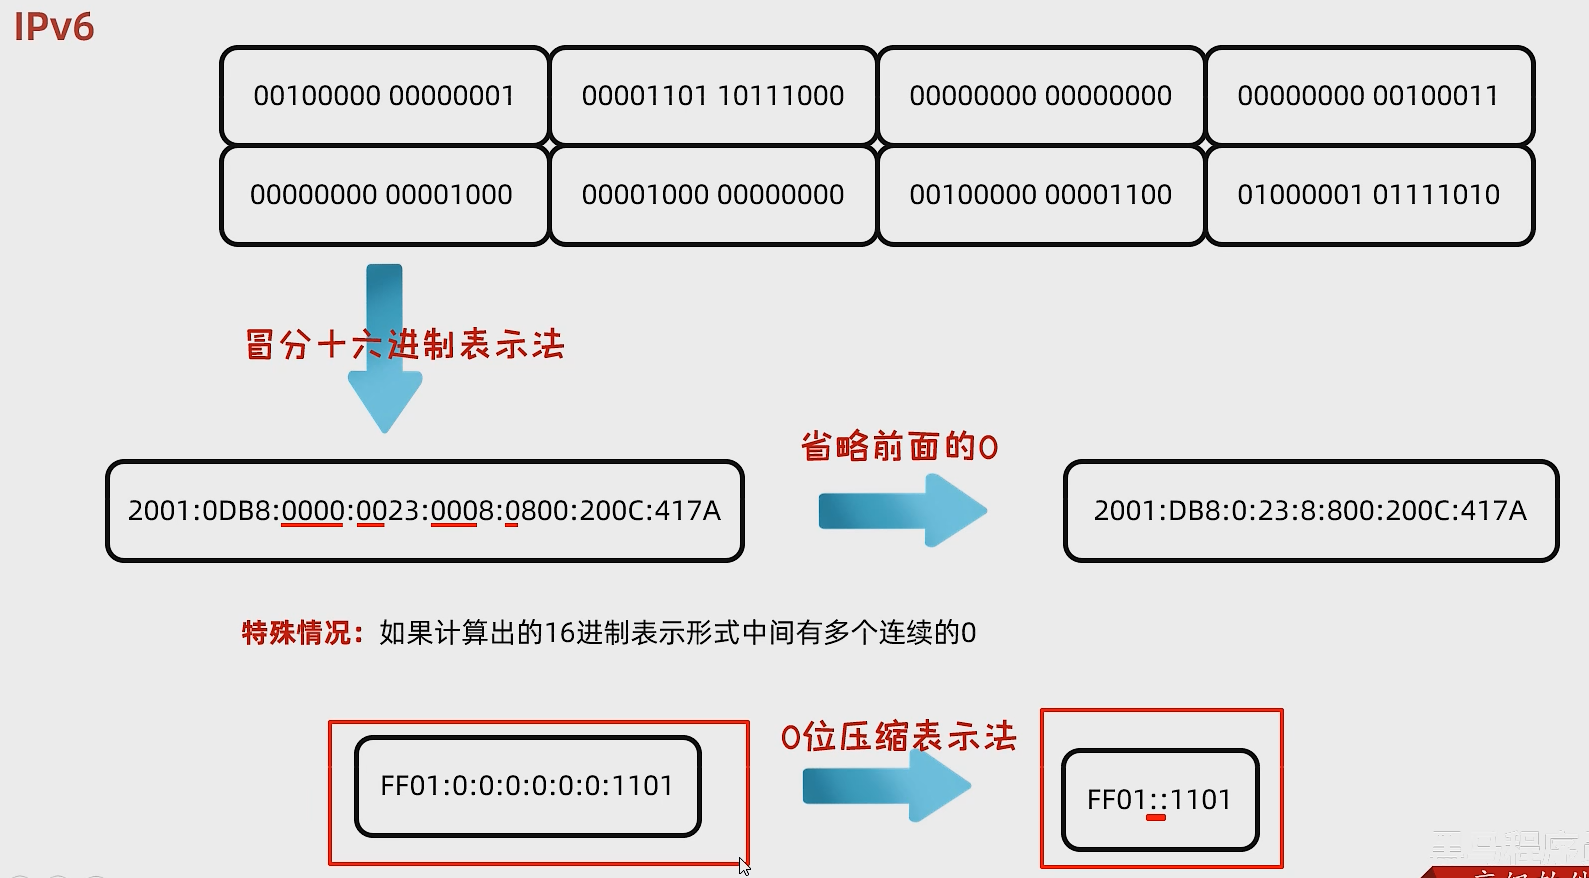 IPv6
00100000 00000001
00001101 10111000
00000000 00000000
00000000 00100011
00000000 00001000
00001000 00000000
00100000 00001100
01000001 01111010
冒分十六进制表示法
省略前面的0
2001:0DB8:0000:0023:0008:0800:200C:417A
2001:DB8:0:23:8:800:200C:417A
特殊情况：如果计算出的16进制表示形式中间有多个连续的0
0位压缩表示法
FF01:0:0:0:0:0:0:1101
FF01::1101